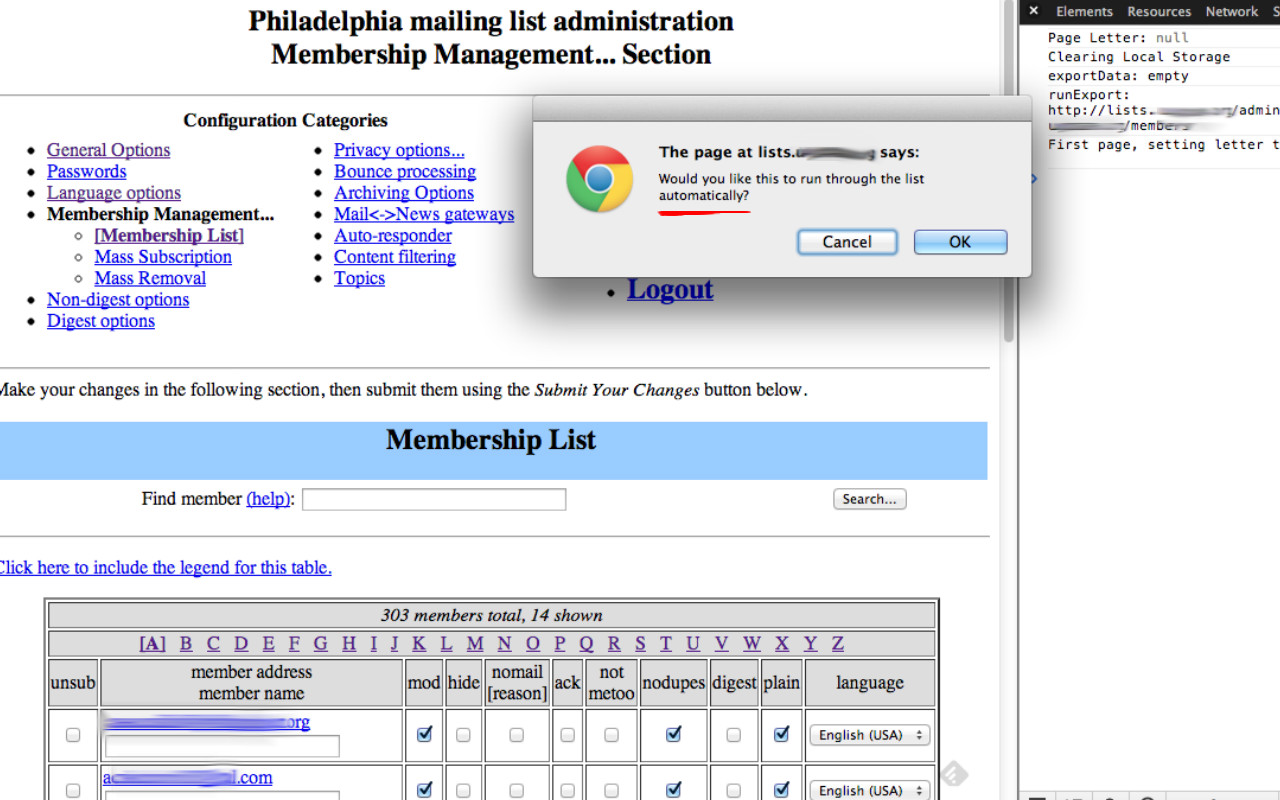 Philadelphia mailing list administration
Membership Management... Section
Configuration Categories
General Options
Passwords
Language options
Membership Management...
[Membership List]
Mass Subscription
Mass Removal
Non-digest options
Digest options
Privacy options...
Bounce processing
Archiving Options
Mail<->News gateways
Auto-responder
Content filtering
Topics
Logout
The page at lists. says:
Would you like this to run through the list
automatically?
Cancel OK
Make your changes in the following section, then submit them using the Submit Your Changes button below.
Membership List
Find member (help): Search...
Click here to include the legend for this table.
303 members total, 14 shown
[A] B C D E F G H I J K L M N O P Q R S T U V W X Y Z
unsub member address member name mod hide nomail [reason] ack not metoo nodupes digest plain language
org English (USA)
.com English (USA)
× Elements Resources Network S
Page Letter: null
Clearing Local Storage
exportData: empty
runExport:
http://lists. /admin
/members
First page, setting letter t